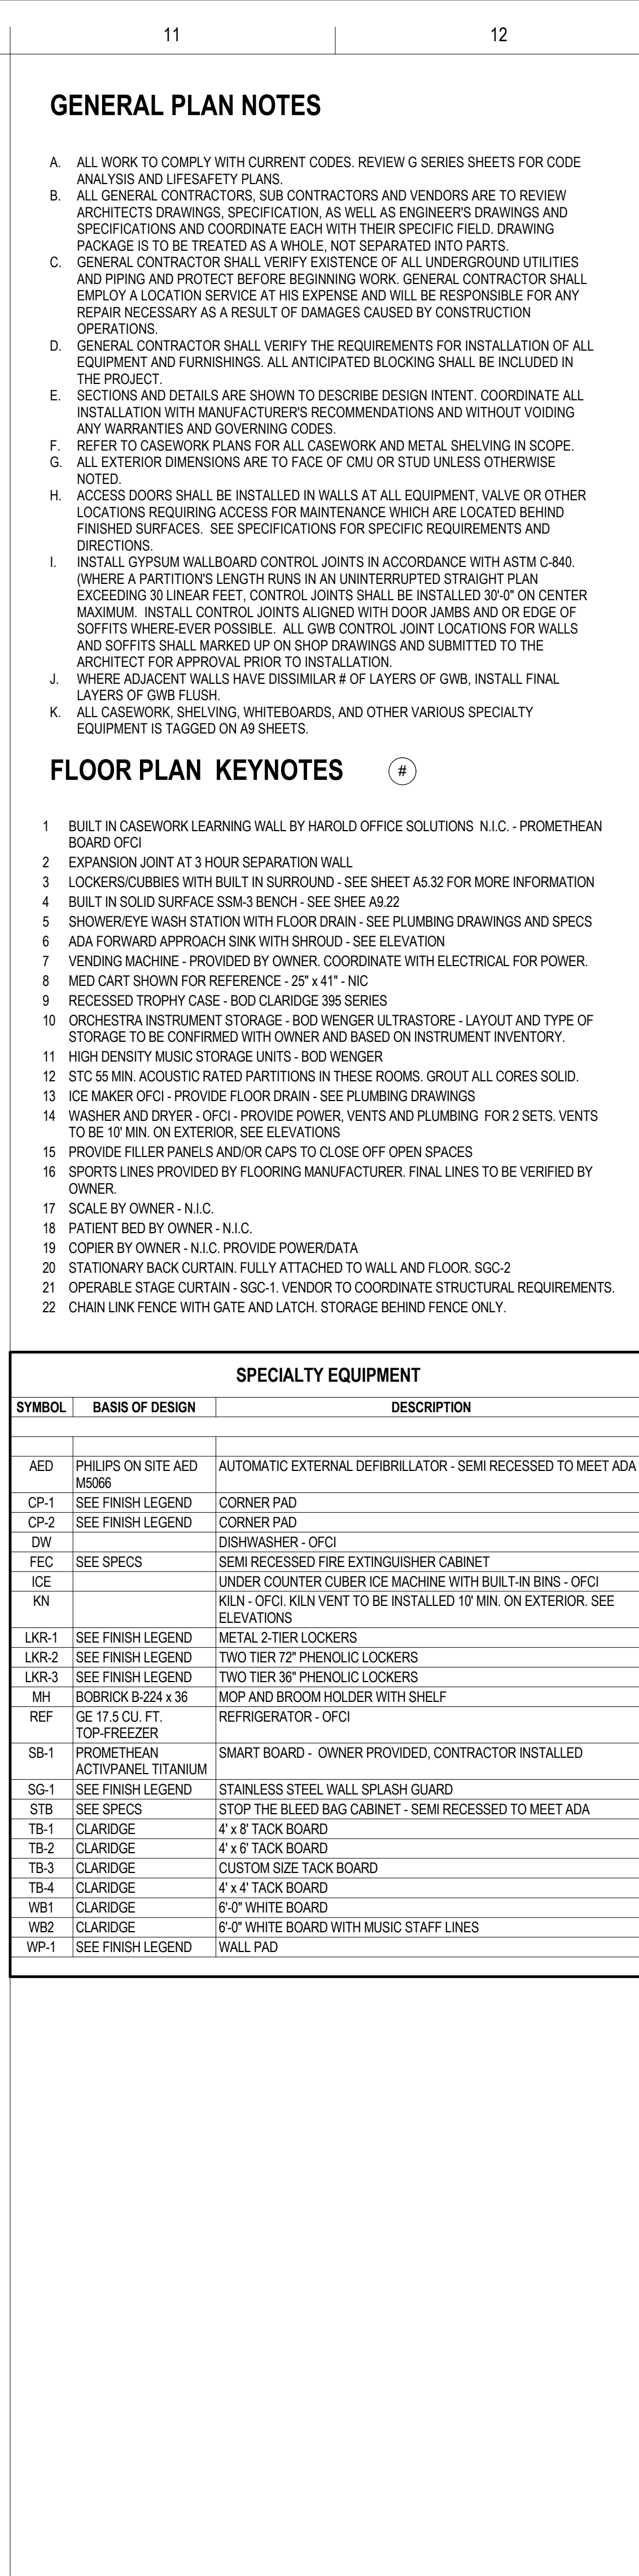 11 12
GENERAL PLAN NOTES
A. ALL WORK TO COMPLY WITH CURRENT CODES. REVIEW G SERIES SHEETS FOR CODE
ANALYSIS AND LIFESAFETY PLANS.
B. ALL GENERAL CONTRACTORS, SUB CONTRACTORS AND VENDORS ARE TO REVIEW
ARCHITECTS DRAWINGS, SPECIFICATION, AS WELL AS ENGINEER'S DRAWINGS AND
SPECIFICATIONS AND COORDINATE EACH WITH THEIR SPECIFIC FIELD. DRAWING
PACKAGE IS TO BE TREATED AS A WHOLE, NOT SEPARATED INTO PARTS.
C. GENERAL CONTRACTOR SHALL VERIFY EXISTENCE OF ALL UNDERGROUND UTILITIES
AND PIPING AND PROTECT BEFORE BEGINNING WORK. GENERAL CONTRACTOR SHALL
EMPLOY A LOCATION SERVICE AT HIS EXPENSE AND WILL BE RESPONSIBLE FOR ANY
REPAIR NECESSARY AS A RESULT OF DAMAGES CAUSED BY CONSTRUCTION
OPERATIONS.
D. GENERAL CONTRACTOR SHALL VERIFY THE REQUIREMENTS FOR INSTALLATION OF ALL
EQUIPMENT AND FURNISHINGS. ALL ANTICIPATED BLOCKING SHALL BE INCLUDED IN
THE PROJECT.
E. SECTIONS AND DETAILS ARE SHOWN TO DESCRIBE DESIGN INTENT. COORDINATE ALL
INSTALLATION WITH MANUFACTURER'S RECOMMENDATIONS AND WITHOUT VOIDING
ANY WARRANTIES AND GOVERNING CODES.
F. REFER TO CASEWORK PLANS FOR ALL CASEWORK AND METAL SHELVING IN SCOPE.
G. ALL EXTERIOR DIMENSIONS ARE TO FACE OF CMU OR STUD UNLESS OTHERWISE
NOTED.
H. ACCESS DOORS SHALL BE INSTALLED IN WALLS AT ALL EQUIPMENT, VALVE OR OTHER
LOCATIONS REQUIRING ACCESS FOR MAINTENANCE WHICH ARE LOCATED BEHIND
FINISHED SURFACES. SEE SPECIFICATIONS FOR SPECIFIC REQUIREMENTS AND
DIRECTIONS.
I. INSTALL GYPSUM WALLBOARD CONTROL JOINTS IN ACCORDANCE WITH ASTM C-840.
(WHERE A PARTITION'S LENGTH RUNS IN AN UNINTERRUPTED STRAIGHT PLAN
EXCEEDING 30 LINEAR FEET, CONTROL JOINTS SHALL BE INSTALLED 30'-0" ON CENTER
MAXIMUM. INSTALL CONTROL JOINTS ALIGNED WITH DOOR JAMBS AND OR EDGE OF
SOFFITS WHERE-EVER POSSIBLE. ALL GWB CONTROL JOINT LOCATIONS FOR WALLS
AND SOFFITS SHALL MARKED UP ON SHOP DRAWINGS AND SUBMITTED TO THE
ARCHITECT FOR APPROVAL PRIOR TO INSTALLATION.
J. WHERE ADJACENT WALLS HAVE DISSIMILAR # OF LAYERS OF GWB, INSTALL FINAL
LAYERS OF GWB FLUSH.
K. ALL CASEWORK, SHELVING, WHITEBOARDS, AND OTHER VARIOUS SPECIALTY
EQUIPMENT IS TAGGED ON A9 SHEETS.
FLOOR PLAN KEYNOTES #
1 BUILT IN CASEWORK LEARNING WALL BY HAROLD OFFICE SOLUTIONS N.I.C. - PROMETHEAN
BOARD OFCI
2 EXPANSION JOINT AT 3 HOUR SEPARATION WALL
3 LOCKERS/CUBBIES WITH BUILT IN SURROUND - SEE SHEET A5.32 FOR MORE INFORMATION
4 BUILT IN SOLID SURFACE SSM-3 BENCH - SEE SHEE A9.22
5 SHOWER/EYE WASH STATION WITH FLOOR DRAIN - SEE PLUMBING DRAWINGS AND SPECS
6 ADA FORWARD APPROACH SINK WITH SHROUD - SEE ELEVATION
7 VENDING MACHINE - PROVIDED BY OWNER. COORDINATE WITH ELECTRICAL FOR POWER.
8 MED CART SHOWN FOR REFERENCE - 25" x 41" - NIC
9 RECESSED TROPHY CASE - BOD CLARIDGE 395 SERIES
10 ORCHESTRA INSTRUMENT STORAGE - BOD WENGER ULTRASTORE - LAYOUT AND TYPE OF
STORAGE TO BE CONFIRMED WITH OWNER AND BASED ON INSTRUMENT INVENTORY.
11 HIGH DENSITY MUSIC STORAGE UNITS - BOD WENGER
12 STC 55 MIN. ACOUSTIC RATED PARTITIONS IN THESE ROOMS. GROUT ALL CORES SOLID.
13 ICE MAKER OFCI - PROVIDE FLOOR DRAIN - SEE PLUMBING DRAWINGS
14 WASHER AND DRYER - OFCI - PROVIDE POWER, VENTS AND PLUMBING FOR 2 SETS. VENTS
TO BE 10' MIN. ON EXTERIOR, SEE ELEVATIONS
15 PROVIDE FILLER PANELS AND/OR CAPS TO CLOSE OFF OPEN SPACES
16 SPORTS LINES PROVIDED BY FLOORING MANUFACTURER. FINAL LINES TO BE VERIFIED BY
OWNER.
17 SCALE BY OWNER - N.I.C.
18 PATIENT BED BY OWNER - N.I.C.
19 COPIER BY OWNER - N.I.C. PROVIDE POWER/DATA
20 STATIONARY BACK CURTAIN. FULLY ATTACHED TO WALL AND FLOOR. SGC-2
21 OPERABLE STAGE CURTAIN - SGC-1. VENDOR TO COORDINATE STRUCTURAL REQUIREMENTS.
22 CHAIN LINK FENCE WITH GATE AND LATCH. STORAGE BEHIND FENCE ONLY.
SPECIALTY EQUIPMENT
SYMBOL BASIS OF DESIGN DESCRIPTION
AED PHILIPS ON SITE AED AUTOMATIC EXTERNAL DEFIBRILLATOR - SEMI RECESSED TO MEET ADA
M5066
CP-1 SEE FINISH LEGEND CORNER PAD
CP-2 SEE FINISH LEGEND CORNER PAD
DW DISHWASHER - OFCI
FEC SEE SPECS SEMI RECESSED FIRE EXTINGUISHER CABINET
ICE UNDER COUNTER CUBER ICE MACHINE WITH BUILT-IN BINS - OFCI
KN KILN - OFCI. KILN VENT TO BE INSTALLED 10' MIN. ON EXTERIOR. SEE
ELEVATIONS
LKR-1 SEE FINISH LEGEND METAL 2-TIER LOCKERS
LKR-2 SEE FINISH LEGEND TWO TIER 72" PHENOLIC LOCKERS
LKR-3 SEE FINISH LEGEND TWO TIER 36" PHENOLIC LOCKERS
MH BOBRICK B-224 x 36 MOP AND BROOM HOLDER WITH SHELF
REF GE 17.5 CU. FT. REFRIGERATOR - OFCI
TOP-FREEZER
SB-1 PROMETHEAN SMART BOARD - OWNER PROVIDED, CONTRACTOR INSTALLED
ACTIVPANEL TITANIUM
SG-1 SEE FINISH LEGEND STAINLESS STEEL WALL SPLASH GUARD
STB SEE SPECS STOP THE BLEED BAG CABINET - SEMI RECESSED TO MEET ADA
TB-1 CLARIDGE 4' x 8' TACK BOARD
TB-2 CLARIDGE 4' x 6' TACK BOARD
TB-3 CLARIDGE CUSTOM SIZE TACK BOARD
TB-4 CLARIDGE 4' x 4' TACK BOARD
WB1 CLARIDGE 6'-0" WHITE BOARD
WB2 CLARIDGE 6'-0" WHITE BOARD WITH MUSIC STAFF LINES
WP-1 SEE FINISH LEGEND WALL PAD